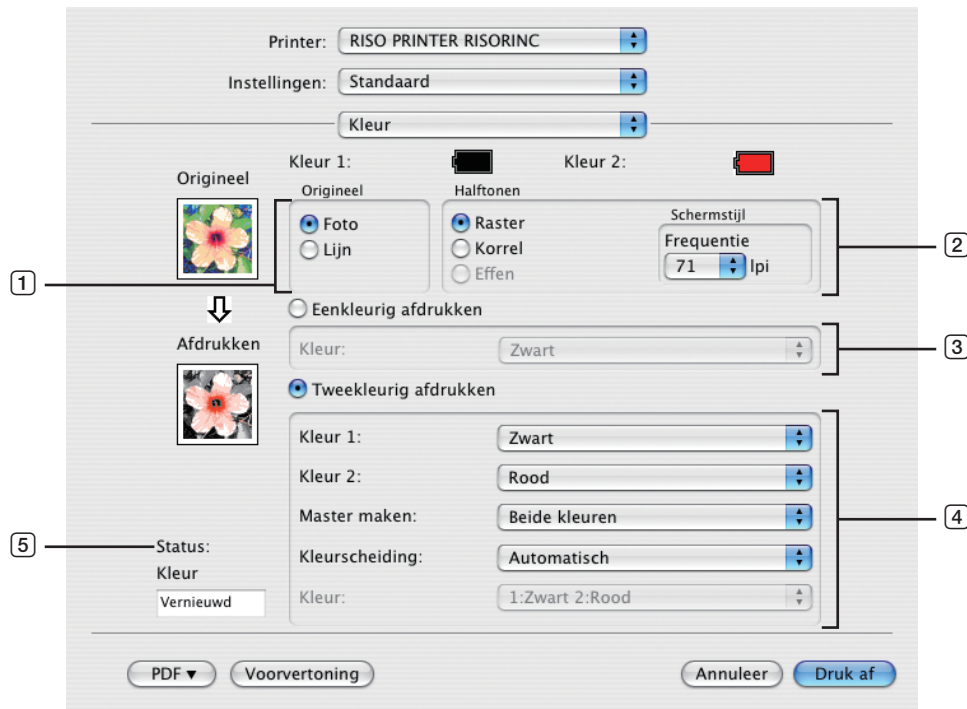 Printer: RISO PRINTER RISORINC
Instellingen: Standaard
Kleur
Kleur 1: Kleur 2:
Origineel
Origineel
Foto
Lijn
Halftonen
Raster
Korrel
Effen
Schermstijl
Frequentie
71 lpi
1
2
Eenkleurig afdrukken
Afdrukken
Kleur: Zwart
3
Tweekleurig afdrukken
Kleur 1: Zwart
Kleur 2: Rood
Master maken: Beide kleuren
Kleurscheiding: Automatisch
Kleur: 1:Zwart 2:Rood
4
5
Status:
Kleur
Vernieuwd
PDF ▼ Voorvertoning Annuleer Druk af